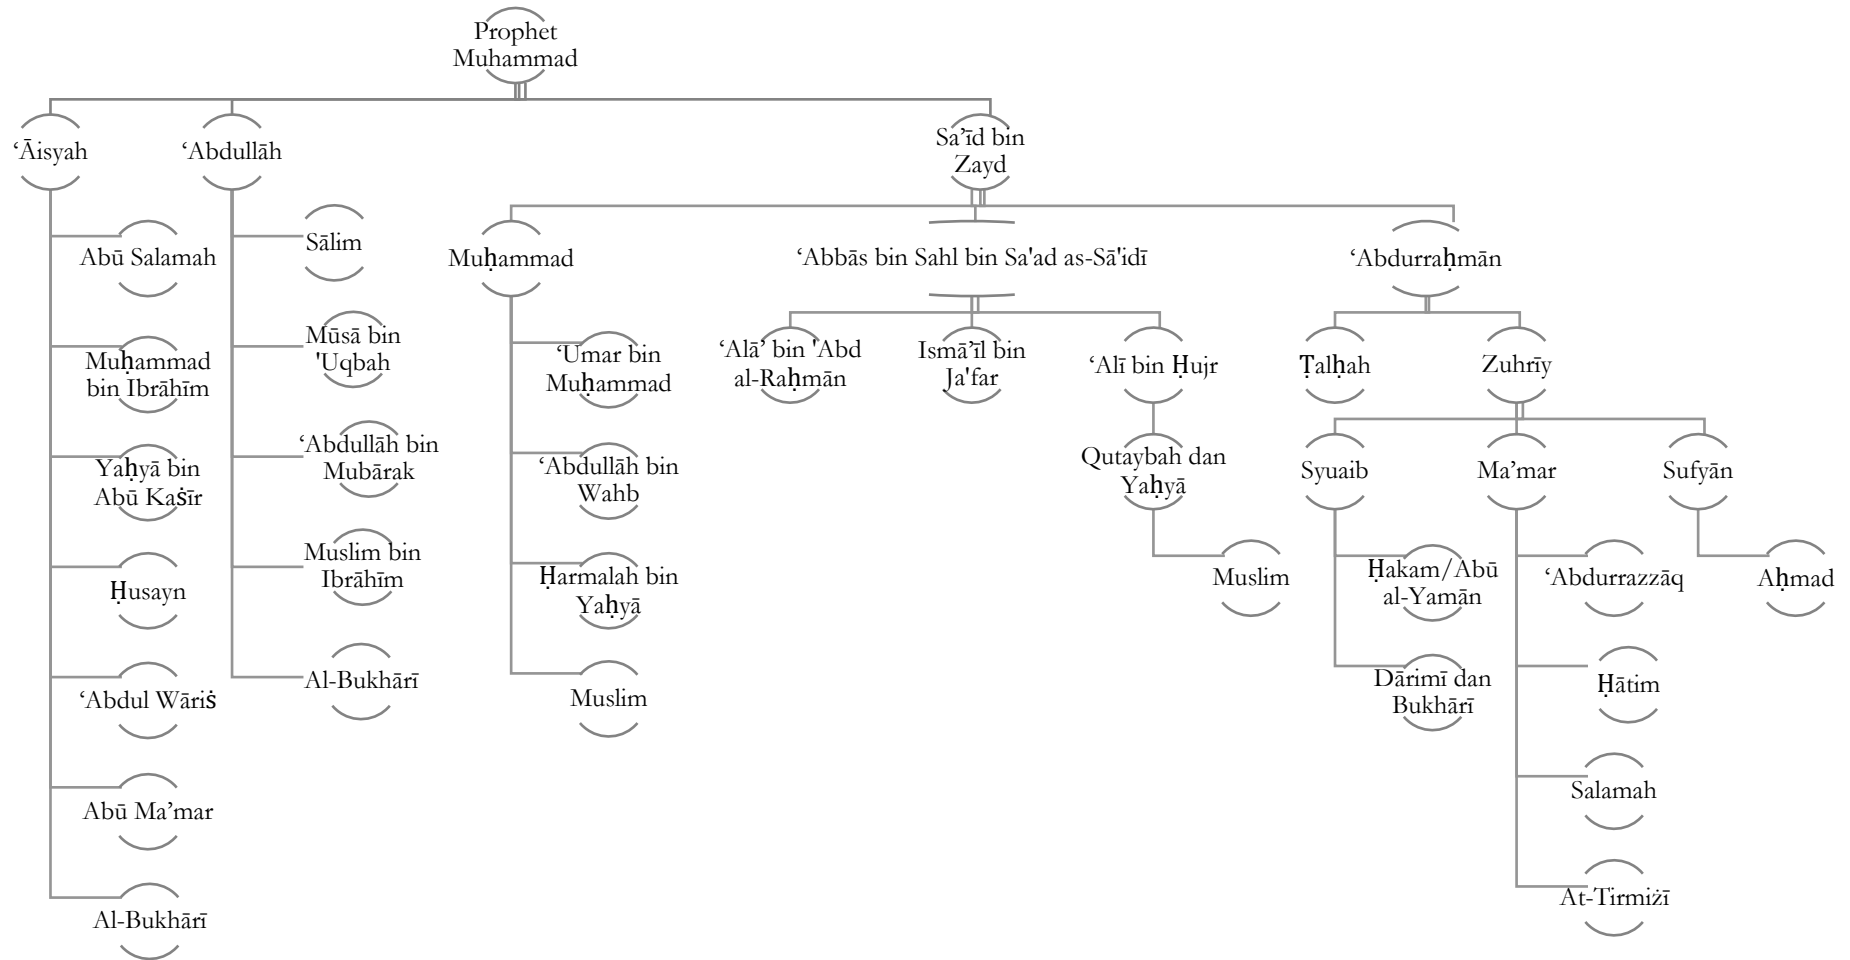 Prophet
Muhammad
‘Āisyah
‘Abdullāh
Sa’īd bin
Zayd
Abū Salamah
Muḥammad
bin Ibrāhīm
Yaḥyā bin
Abū Kaṡīr
Ḥusayn
‘Abdul Wāriṡ
Abū Ma’mar
Al-Bukhārī
Sālim
Mūsā bin
'Uqbah
‘Abdullāh bin
Mubārak
Muslim bin
Ibrāhīm
Al-Bukhārī
Muḥammad
‘Abbās bin Sahl bin Sa'ad as-Sā'idī
‘Abdurraḥmān
‘Umar bin
Muḥammad
‘Abdullāh bin
Wahb
Ḥarmalah bin
Yaḥyā
Muslim
‘Alā’ bin 'Abd
al-Raḥmān
Ismā’īl bin
Ja'far
‘Alī bin Ḥujr
Qutaybah dan
Yaḥyā
Muslim
Ṭalḥah
Zuhrīy
Syuaib
Ma’mar
Sufyān
Ḥakam/Abū
al-Yamān
Dārimī dan
Bukhārī
‘Abdurrazzāq
Ḥātim
Salamah
At-Tirmiżī
Aḥmad